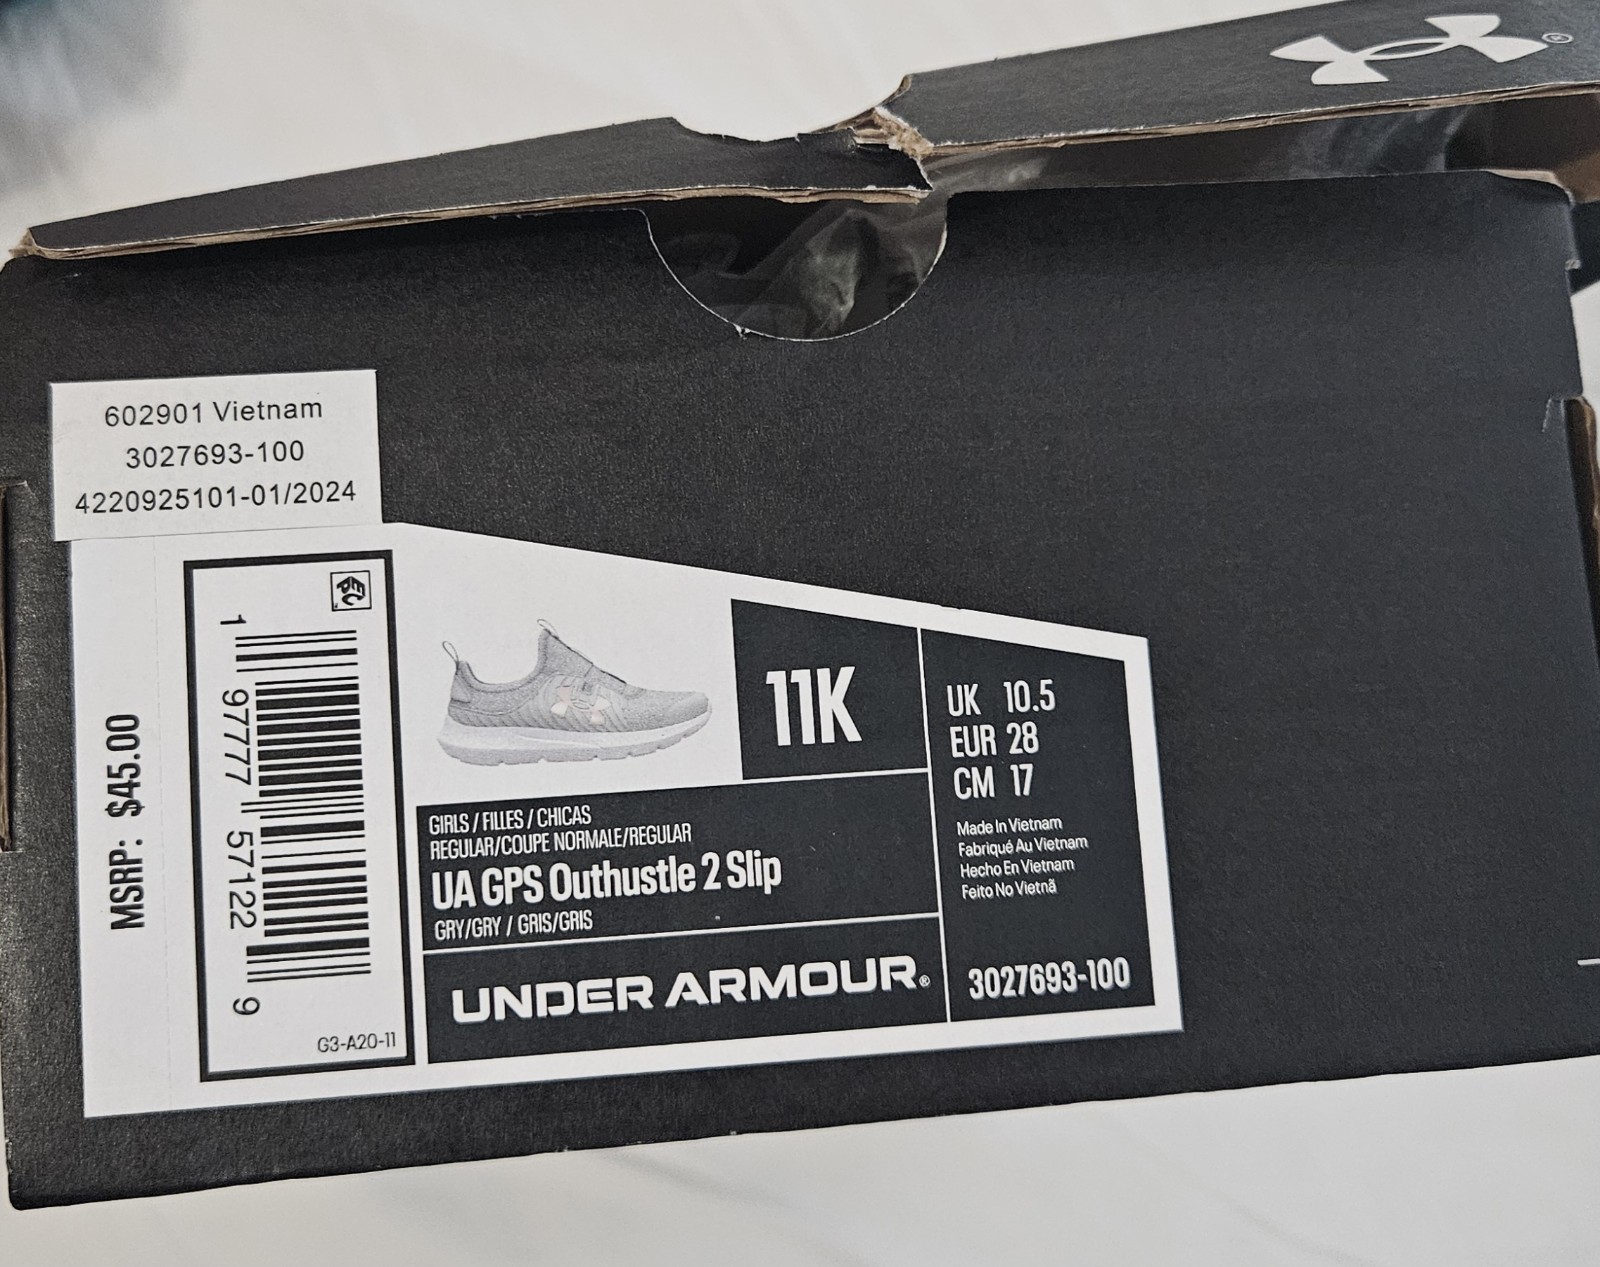 602901 Vietnam
3027693-100
4220925101-01/2024
MSRP: $45.00
1 97777 57122 9
G3-A20-11
11K
UK 10.5
EUR 28
CM 17
Made In Vietnam
Fabriqué Au Vietnam
Hecho En Vietnam
Feito No Vietnã
3027693-100
GIRLS / FILLES / CHICAS
REGULAR/COUPE NORMALE/REGULAR
UA GPS Outhustle 2 Slip
GRY/GRY / GRIS/GRIS
UNDER ARMOUR®